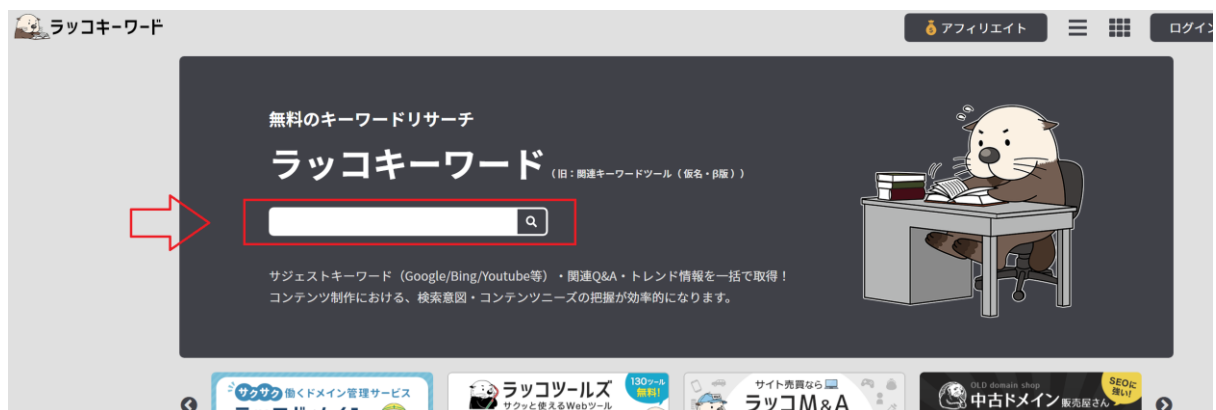 ラッコキーワード
アフィリエイト
ログイン
無料のキーワードリサーチ
ラッコキーワード (旧:関連キーワードツール(仮名・β版))
サジェストキーワード(Google/Bing/Youtube等)・関連Q&A・トレンド情報を一括で取得!
コンテンツ制作における、検索意図・コンテンツニーズの把握が効率的になります。
サクサク働くドメイン管理サービス
ラッコツールズ
130ツール
無料!
サクッと使えるWebツール
サイト売買なら
ラッコM&A
OLD domain shop
中古ドメイン販売屋さん
SEOに
強い!